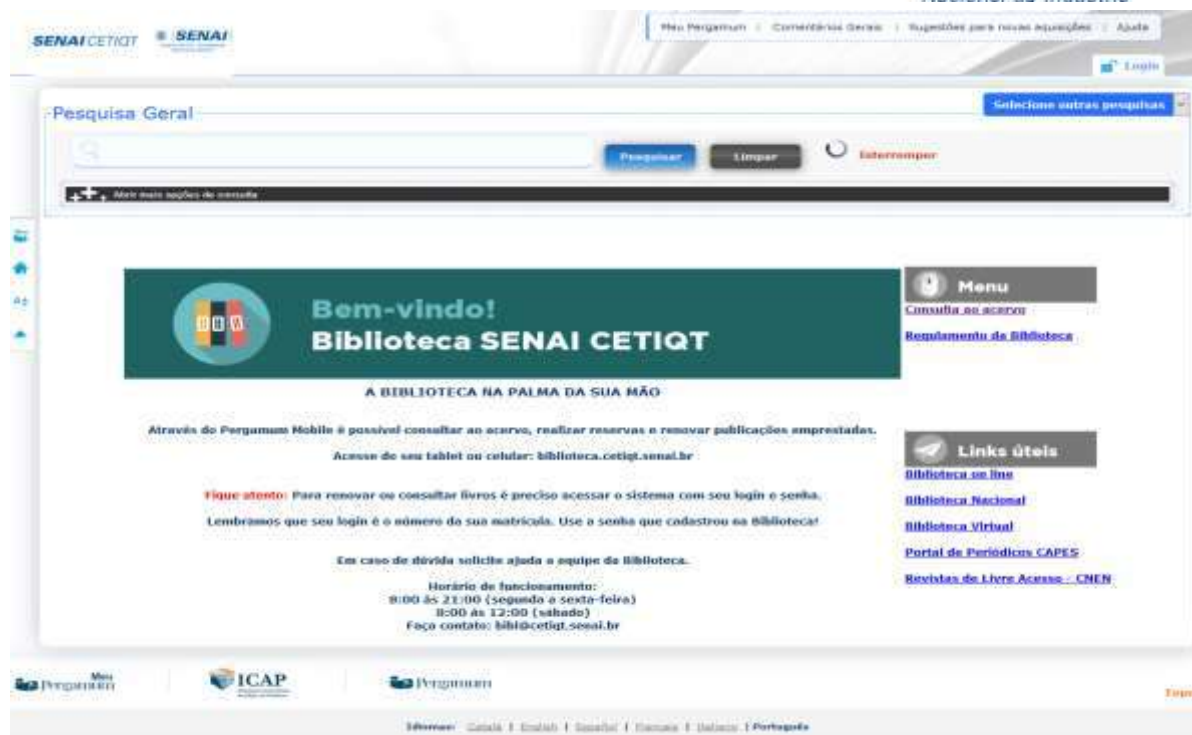 SENAI CETIQT
SENAI
Meu Pergamum | Comentários Gerais | Sugestões para novas aquisições | Ajuda
Login
Selecione outras pesquisas
Pesquisa Geral
Pesquisar Limpar Interromper
Abrir mais opções de consulta
Bem-vindo!
Biblioteca SENAI CETIQT
Menu
Consulta ao acervo
Regulamento da Biblioteca
A BIBLIOTECA NA PALMA DA SUA MÃO
Através do Pergamum Mobile é possível consultar ao acervo, realizar reservas e renovar publicações emprestadas.
Acesse do seu tablet ou celular: biblioteca.cetiqt.senai.br
Fique atento: Para renovar ou consultar livros é preciso acessar o sistema com seu login e senha.
Lembramos que seu login é o número da sua matrícula. Use a senha que cadastrou na Biblioteca!
Em caso de dúvida solicite ajuda a equipe da Biblioteca.
Horário de funcionamento:
8:00 ás 21:00 (segunda a sexta-feira)
8:00 ás 12:00 (sábado)
Faça contato: bibl@cetiqt.senai.br
Links úteis
Biblioteca on line
Biblioteca Nacional
Biblioteca Virtual
Portal de Periódicos CAPES
Revistas de Livre Acesso - CNEN
Meu Pergamum
ICAP
Pergamum
Topo
Idiomas: Català | English | Español | Français | Italiano | Português